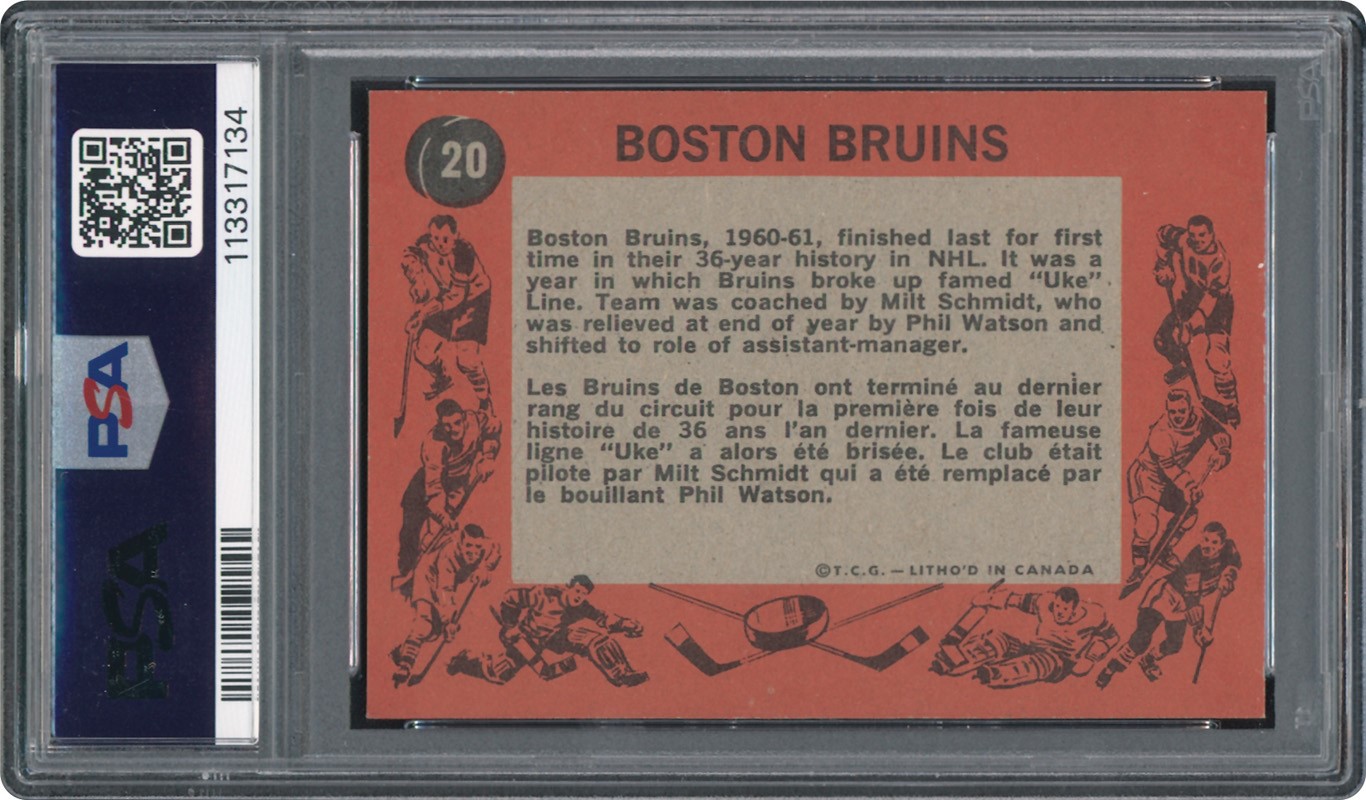 PSA
113317134
PSA
20
BOSTON BRUINS
Boston Bruins, 1960-61, finished last for first
time in their 36-year history in NHL. It was a
year in which Bruins broke up famed “Uke”
Line. Team was coached by Milt Schmidt, who
was relieved at end of year by Phil Watson and
shifted to role of assistant-manager.
Les Bruins de Boston ont terminé au dernier
rang du circuit pour la première fois de leur
histoire de 36 ans l'an dernier. La fameuse
ligne “Uke” a alors été brisée. Le club était
pilote par Milt Schmidt qui a été remplacé par
le bouillant Phil Watson.
©T.C.G. — LITHO'D IN CANADA
PSA